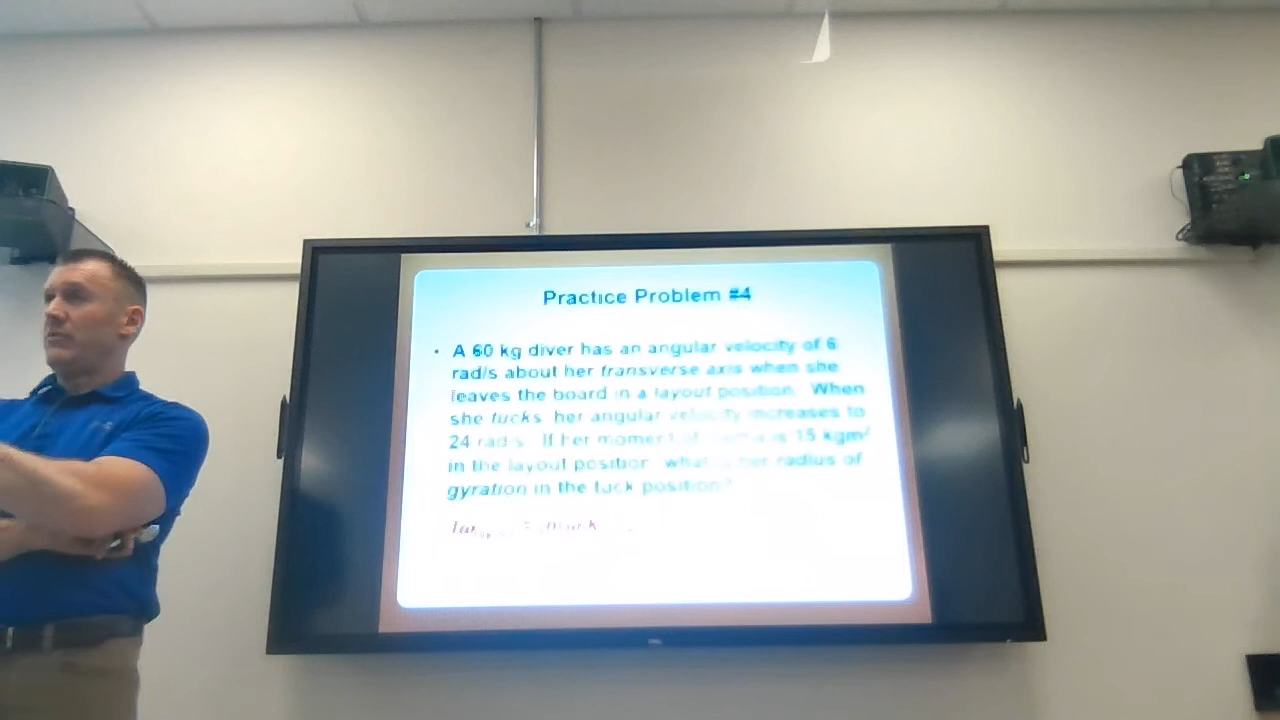 Practice Problem #4
• A 60 kg diver has an angular velocity of 6
rad/s about her transverse axis when she
leaves the board in a layout position. When
she tucks her angular velocity increases to
24 rad/s. If her moment of inertia is 15 kgm²
in the layout position what is her radius of
gyration in the tuck position?